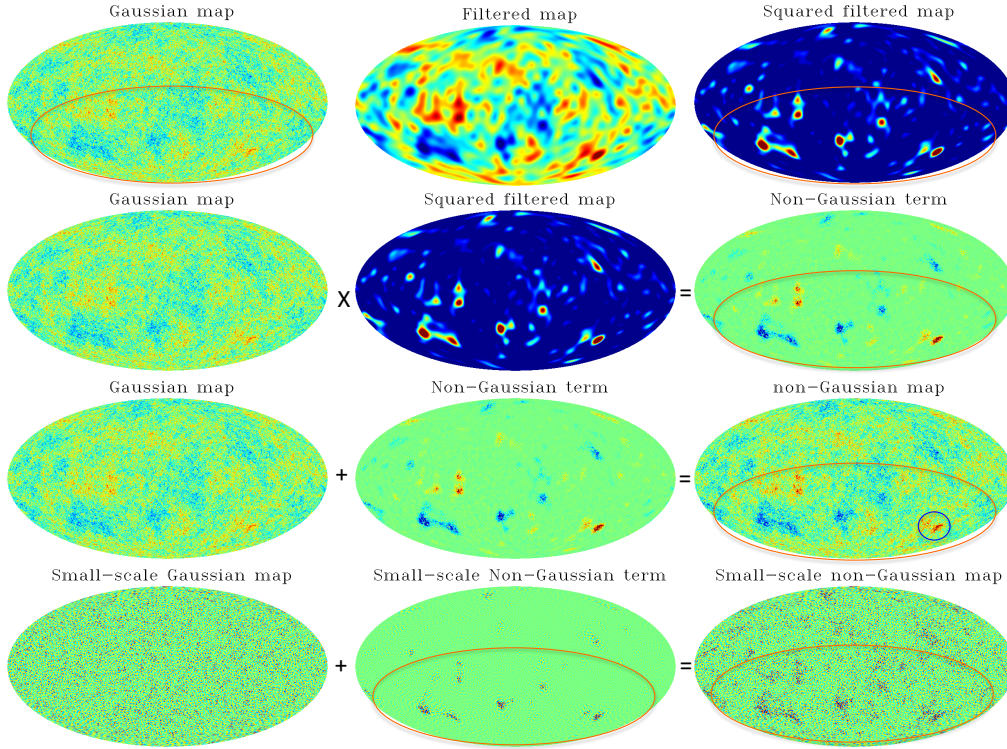 Gaussian map
Filtered map
Squared filtered map
Gaussian map
Squared filtered map
Non-Gaussian term
X
=
Gaussian map
Non-Gaussian term
non-Gaussian map
+
=
Small-scale Gaussian map
Small-scale Non-Gaussian term
Small-scale non-Gaussian map
+
=